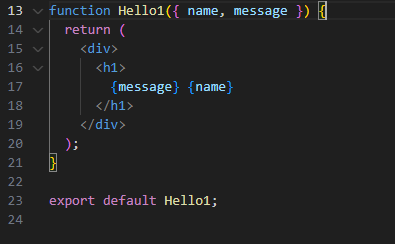 13 function Hello1({ name, message }) {
14   return (
15     <div>
16       <h1>
17         {message} {name}
18       </h1>
19     </div>
20   );
21 }
22
23 export default Hello1;
24